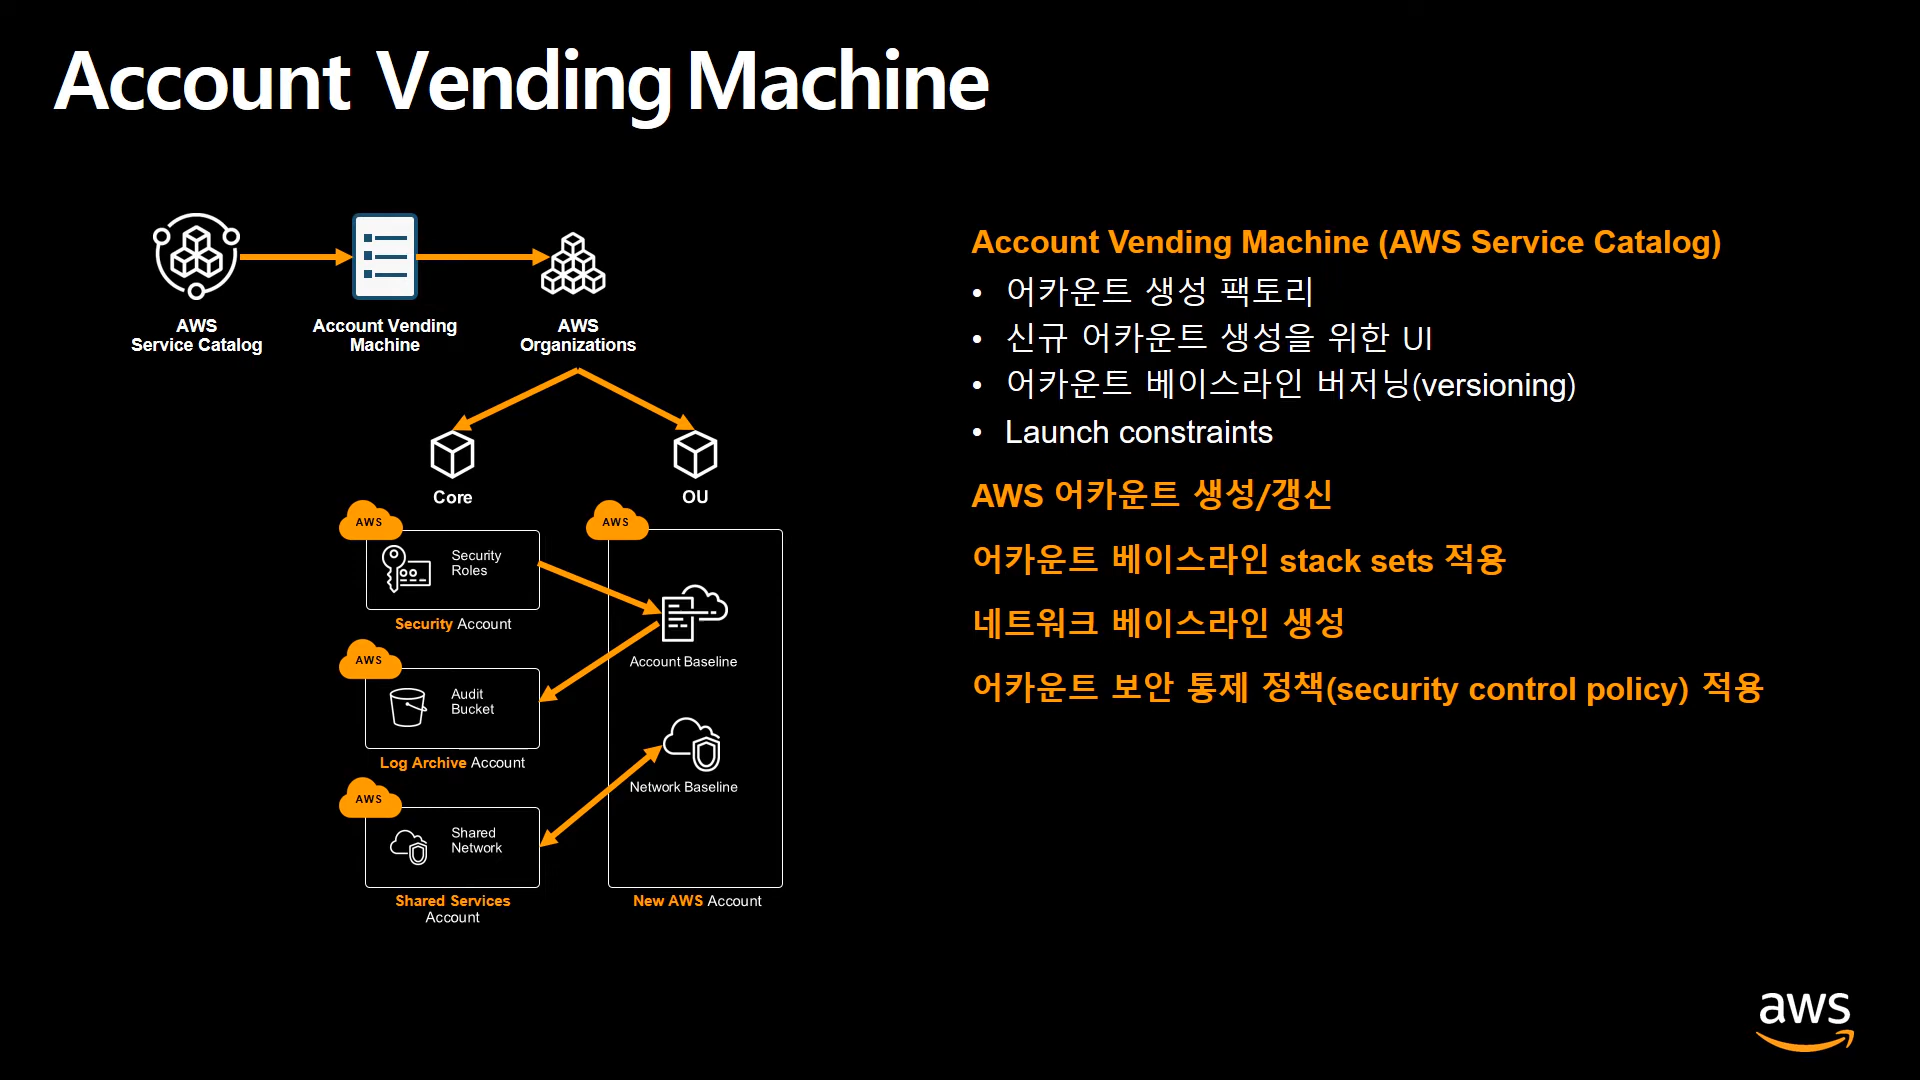 Account Vending Machine
AWS
Service Catalog
Account Vending
Machine
AWS
Organizations
Core
OU
AWS
Security
Roles
Security Account
AWS
Audit
Bucket
Log Archive Account
AWS
Shared
Network
Shared Services
Account
AWS
Account Baseline
Network Baseline
New AWS Account
Account Vending Machine (AWS Service Catalog)
• 어카운트 생성 팩토리
• 신규 어카운트 생성을 위한 UI
• 어카운트 베이스라인 버저닝(versioning)
• Launch constraints
AWS 어카운트 생성/갱신
어카운트 베이스라인 stack sets 적용
네트워크 베이스라인 생성
어카운트 보안 통제 정책(security control policy) 적용
aws